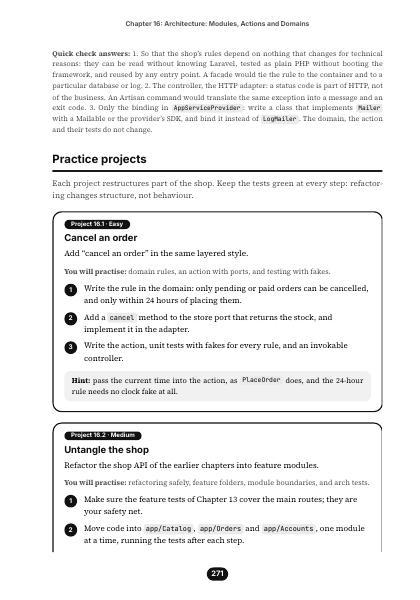 Chapter 16: Architecture: Modules, Actions and Domains
Quick check answers: 1. So that the shop's rules depend on nothing that changes for technical
reasons: they can be read without knowing Laravel, tested as plain PHP without booting the
framework, and reused by any entry point. A facade would tie the rule to the container and to a
particular database or log. 2. The controller, the HTTP adapter: a status code is part of HTTP, not
of the business. An Artisan command would translate the same exception into a message and an
exit code. 3. Only the binding in AppServiceProvider: write a class that implements Mailer
with a Mailable or the provider's SDK, and bind it instead of LogMailer. The domain, the action
and their tests do not change.
Practice projects
Each project restructures part of the shop. Keep the tests green at every step: refactor-
ing changes structure, not behaviour.
Project 16.1 · Easy
Cancel an order
Add "cancel an order" in the same layered style.
You will practise: domain rules, an action with ports, and testing with fakes.
1 Write the rule in the domain: only pending or paid orders can be cancelled,
and only within 24 hours of placing them.
2 Add a cancel method to the store port that returns the stock, and
implement it in the adapter.
3 Write the action, unit tests with fakes for every rule, and an invokable
controller.
Hint: pass the current time into the action, as PlaceOrder does, and the 24-hour
rule needs no clock fake at all.
Project 16.2 · Medium
Untangle the shop
Refactor the shop API of the earlier chapters into feature modules.
You will practise: refactoring safely, feature folders, module boundaries, and arch tests.
1 Make sure the feature tests of Chapter 13 cover the main routes; they are
your safety net.
2 Move code into app/Catalog, app/Orders and app/Accounts, one module
at a time, running the tests after each step.
271